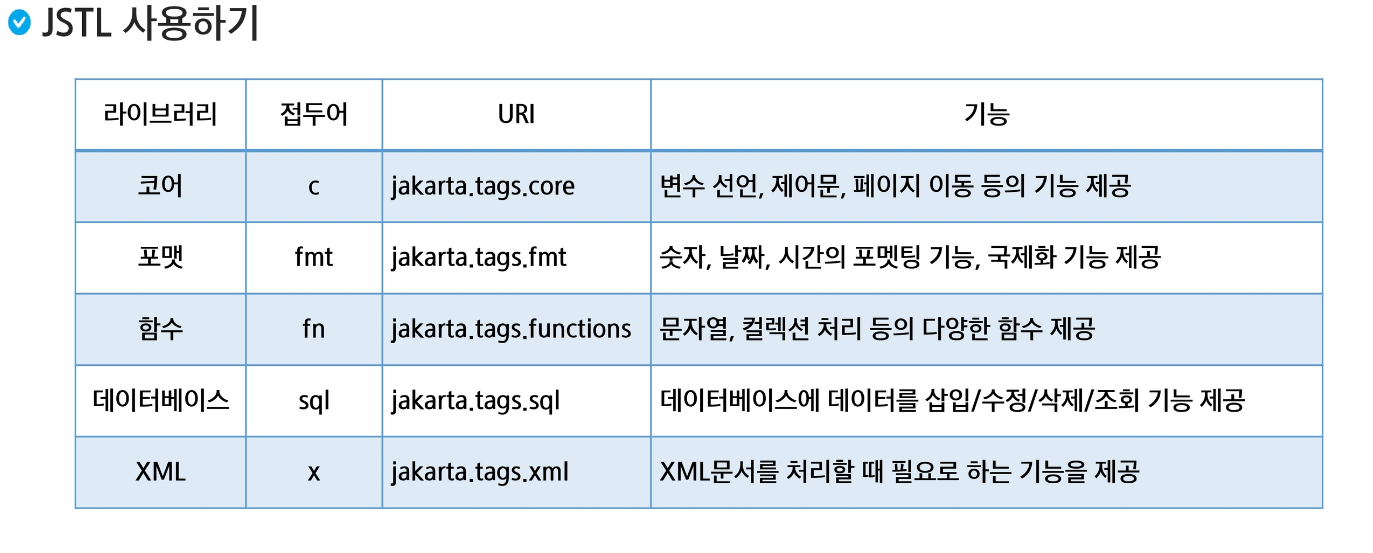 JSTL 사용하기
라이브러리 접두어 URI 기능
코어 c jakarta.tags.core 변수 선언, 제어문, 페이지 이동 등의 기능 제공
포맷 fmt jakarta.tags.fmt 숫자, 날짜, 시간의 포멧팅 기능, 국제화 기능 제공
함수 fn jakarta.tags.functions 문자열, 컬렉션 처리 등의 다양한 함수 제공
데이터베이스 sql jakarta.tags.sql 데이터베이스에 데이터를 삽입/수정/삭제/조회 기능 제공
XML x jakarta.tags.xml XML문서를 처리할 때 필요로 하는 기능을 제공